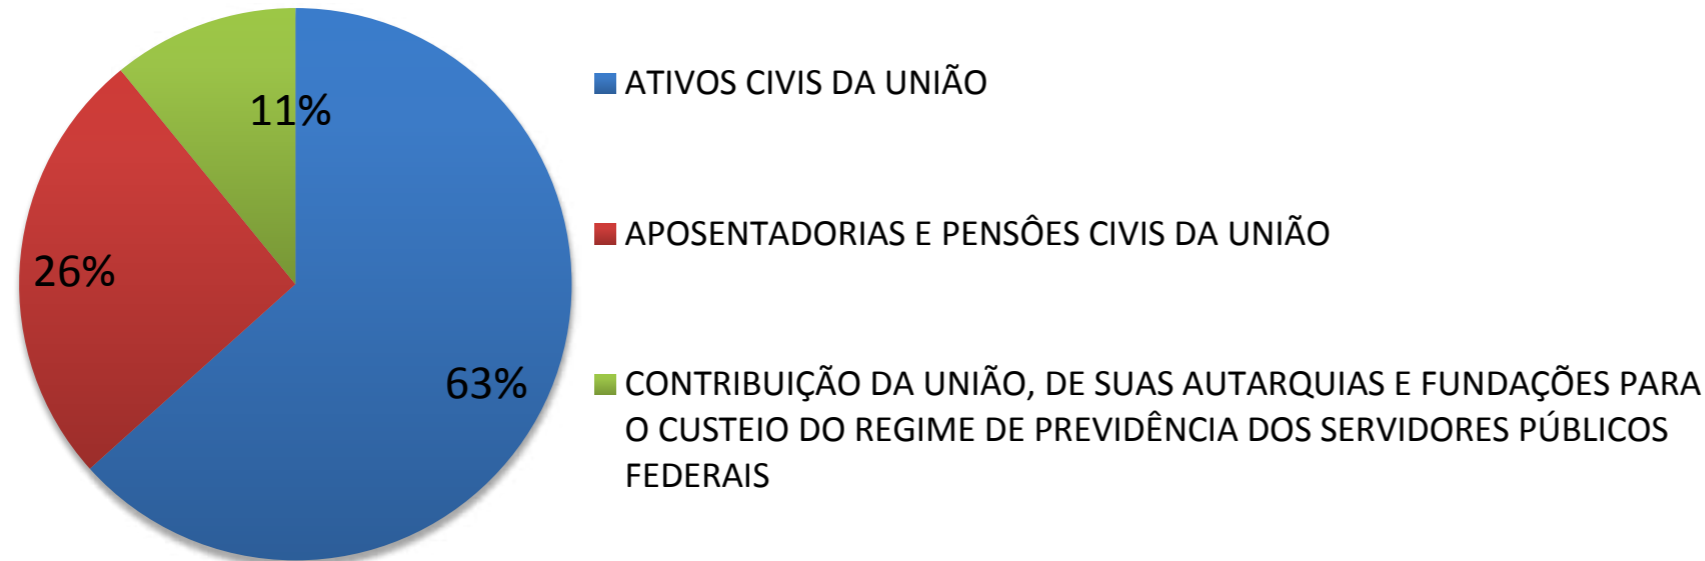 11%
26%
63%
ATIVOS CIVIS DA UNIÃO
APOSENTADORIAS E PENSÔES CIVIS DA UNIÃO
CONTRIBUIÇÃO DA UNIÃO, DE SUAS AUTARQUIAS E FUNDAÇÕES PARA
O CUSTEIO DO REGIME DE PREVIDÊNCIA DOS SERVIDORES PÚBLICOS
FEDERAIS